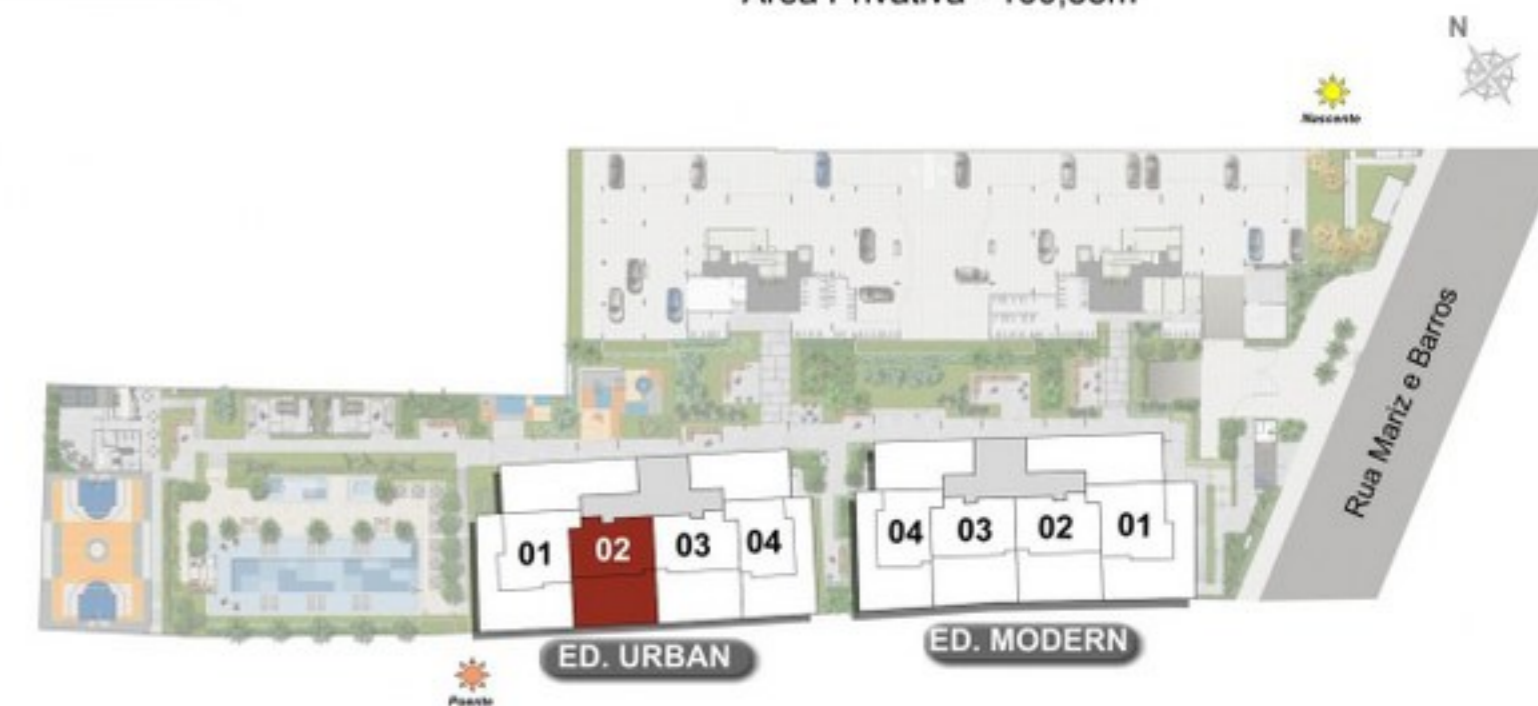 N
Nascente
Rua Mariz e Barros
01
02
03
04
04
03
02
01
ED. URBAN
ED. MODERN
Poente